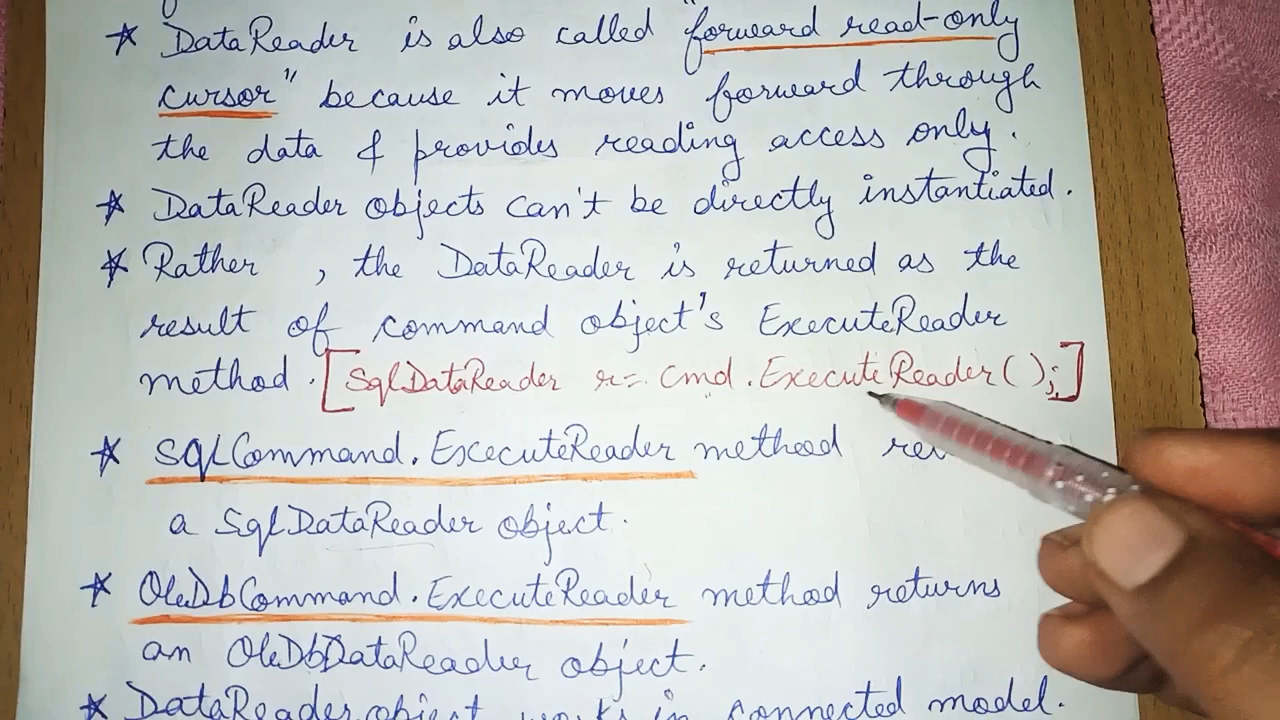 * DataReader is also called "forward read-only
cursor" because it moves forward through
the data & provides reading access only.
* DataReader objects can't be directly instantiated.
* Rather , the DataReader is returned as the
result of command object's ExecuteReader
method. [SqlDataReader r = cmd.ExecuteReader();]
* SQLCommand.ExecuteReader method
a SqlDataReader object.
* OleDbCommand.ExecuteReader method returns
an OleDbDataReader object.
* DataReader object works in connected model.